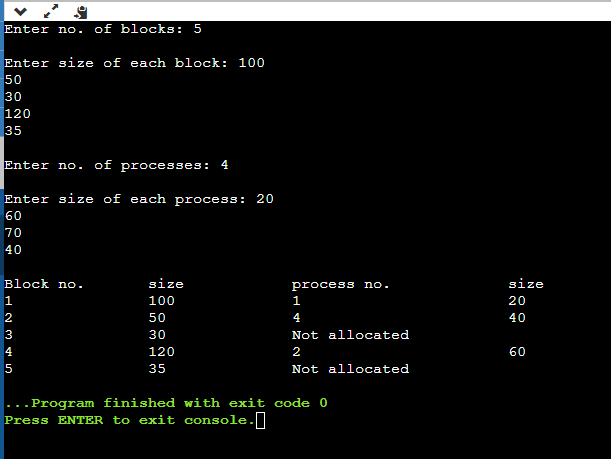 Enter no. of blocks: 5
Enter size of each block: 100
50
30
120
35
Enter no. of processes: 4
Enter size of each process: 20
60
70
40
Block no. size process no. size
1 100 1 20
2 50 4 40
3 30 Not allocated
4 120 2 60
5 35 Not allocated
...Program finished with exit code 0
Press ENTER to exit console.